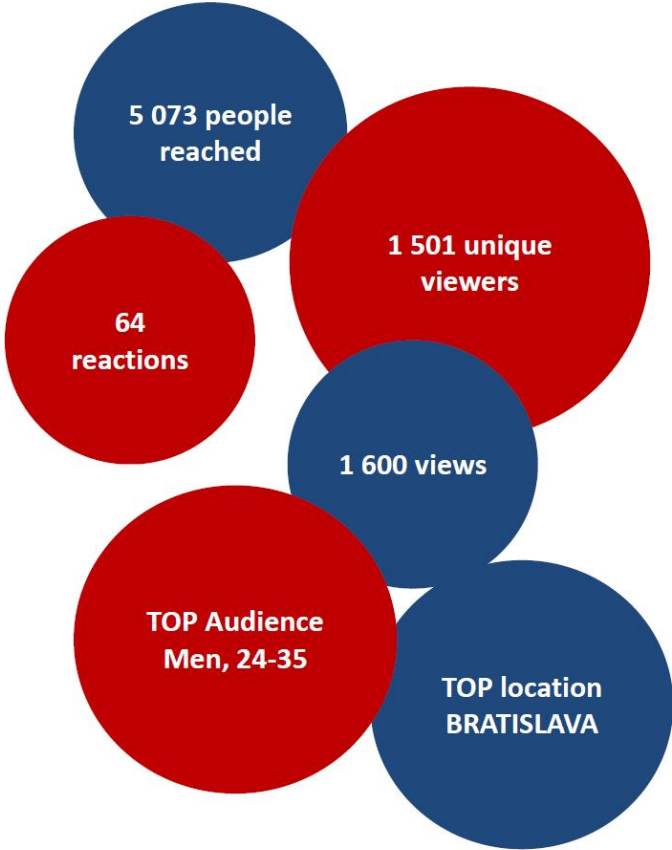 5 073 people
reached
1 501 unique
viewers
64
reactions
1 600 views
TOP Audience
Men, 24-35
TOP location
BRATISLAVA